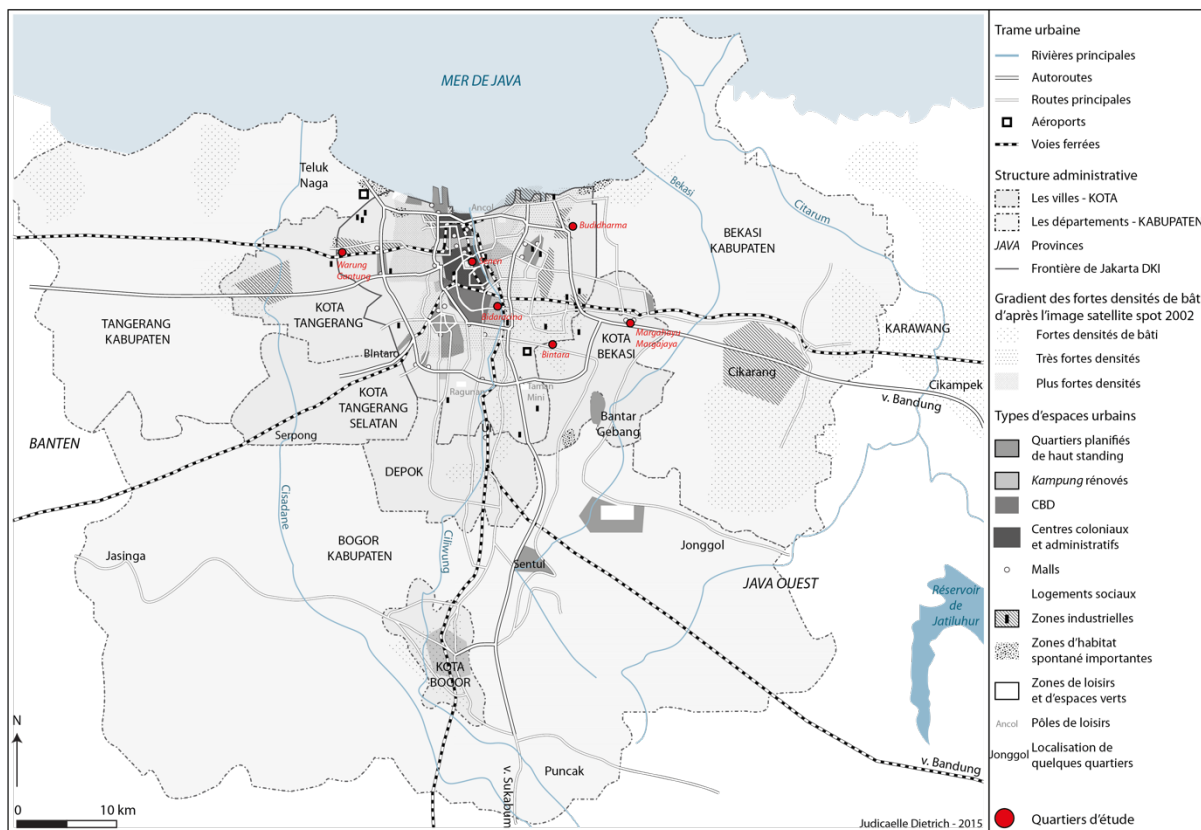 MER DE JAVA
Teluk
Naga
Ancol
Bekasi
Citarum
Budidharma
BEKASI
KABUPATEN
Warung
Gantung
Senen
Bidaracina
Margahayu
Margajaya
Bintara
KOTA
TANGERANG
TANGERANG
KABUPATEN
KOTA
BEKASI
KARAWANG
Cikarang
Cikampek
v. Bandung
Bintaro
KOTA
TANGERANG
SELATAN
Ragunan
Taman
Mini
Bantar
Gebang
Serpong
BANTEN
DEPOK
Cisadane
Ciliwung
BOGOR
KABUPATEN
Jasinga
Sentul
Jonggol
JAVA OUEST
Réservoir
de
Jatiluhur
KOTA
BOGOR
Puncak
v. Bandung
v. Sukabumi
N
0 10 km
Judicaelle Dietrich - 2015
Trame urbaine
Rivières principales
Autoroutes
Routes principales
Aéroports
Voies ferrées
Structure administrative
Les villes - KOTA
Les départements - KABUPATEN
JAVA Provinces
Frontière de Jakarta DKI
Gradient des fortes densités de bât
d'après l'image satellite spot 2002
Fortes densités de bâti
Très fortes densités
Plus fortes densités
Types d'espaces urbains
Quartiers planifiés
de haut standing
Kampung rénovés
CBD
Centres coloniaux
et administratifs
Malls
Logements sociaux
Zones industrielles
Zones d'habitat
spontané importantes
Zones de loisirs
et d'espaces verts
Ancol Pôles de loisirs
Jonggol Localisation de
quelques quartiers
Quartiers d'étude